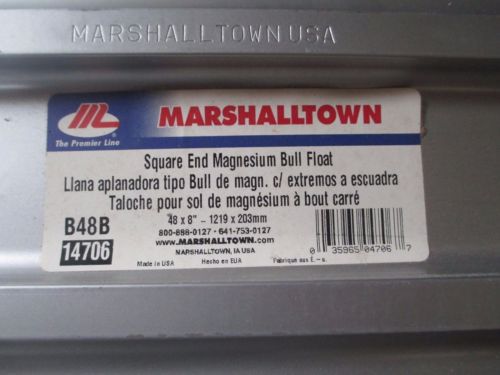 MARSHALLTOWN USA
M
The Premier Line
MARSHALLTOWN
Square End Magnesium Bull Float
Llana aplanadora tipo Bull de magn. c/ extremos a escuadra
Taloche pour sol de magnésium à bout carré
B48B
14706
48 x 8" – 1219 x 203mm
800-888-0127 · 641-753-0127
www.MARSHALLTOWN.com
MARSHALLTOWN, IA USA
Made in USA Hecho en EUA Fabrique aux É.-u.
0 35965 04706 7